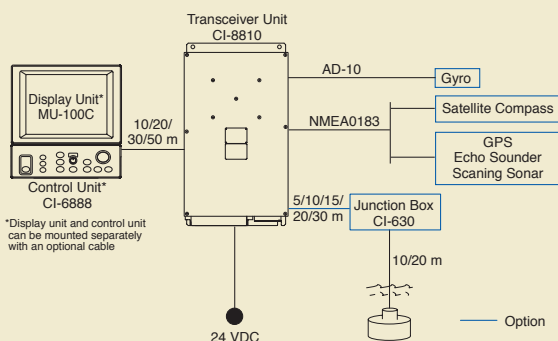 Transceiver Unit
CI-8810
Display Unit*
MU-100C
10/20/
30/50 m
Control Unit*
CI-6888
*Display unit and control unit
can be mounted separately
with an optional cable
AD-10
Gyro
NMEA0183
Satellite Compass
GPS
Echo Sounder
Scaning Sonar
5/10/15/
20/30 m
Junction Box
CI-630
10/20 m
24 VDC
Option